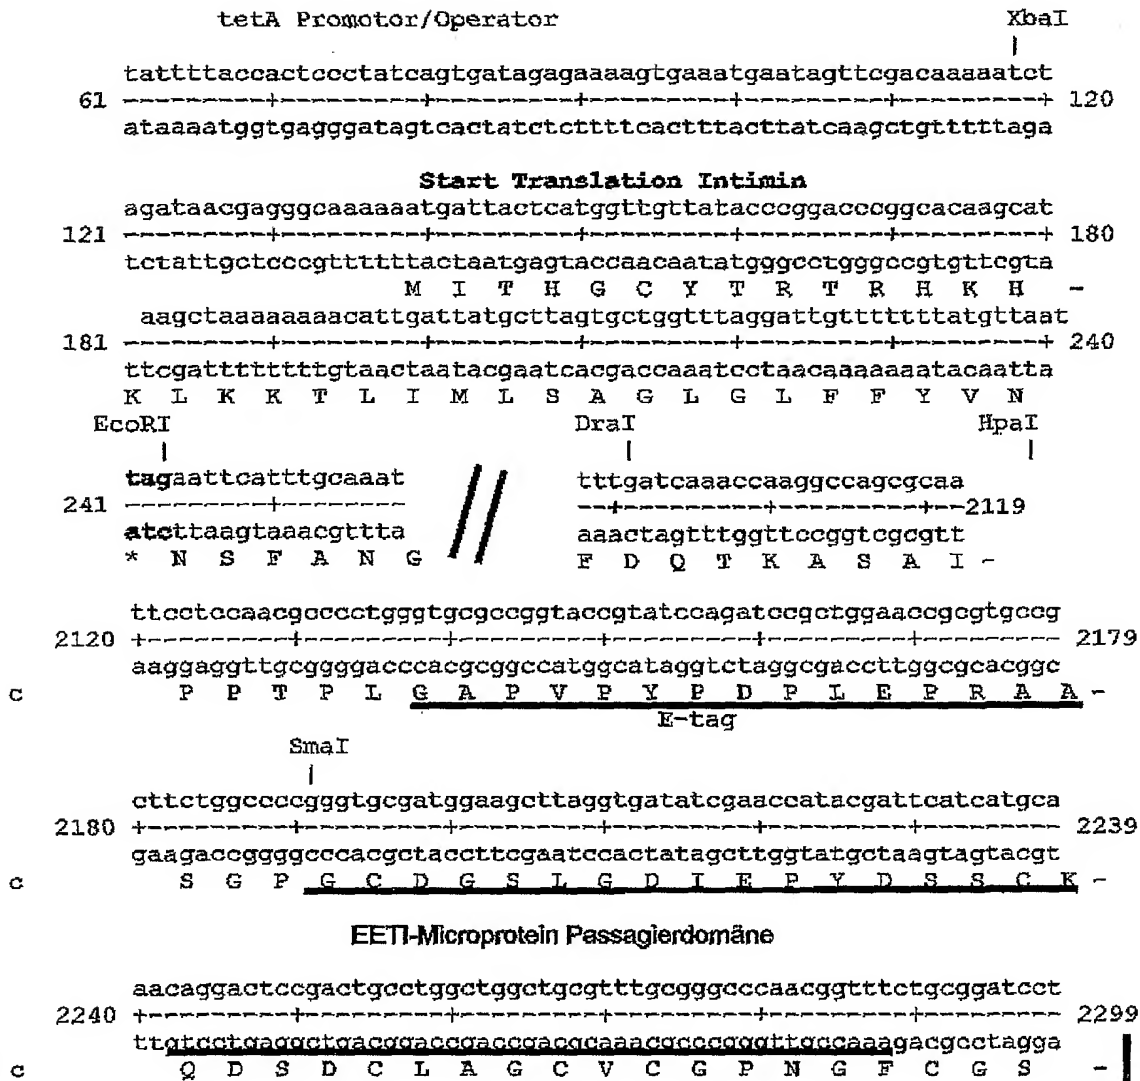 tetA Promotor/Operator XbaI
tattttaccactccctatcagtgatagagaaaagtgaaatgaatagttcgacaaaaatct
61 ---------+---------+---------+---------+---------+---------+ 120
ataaaatggtgagggatagtcactatctcttttcactttacttatcaagctgtttttaga
Start Translation Intimin
agataacgagggcaaaaaatgattactcatggttgttatacccggacccggcacaagcat
121 ---------+---------+---------+---------+---------+---------+ 180
tctattgctcccgttttttactaatgagtaccaacaatatgggcctgggccgtgttcgta
M I T H G C Y T R T R H K H -
aagctaaaaaaaacattgattatgcttagtgctggtttaggattgtttttttatgttaat
181 ---------+---------+---------+---------+---------+---------+ 240
ttcgattttttttgtaactaatacgaatcacgaccaaatcctaacaaaaaaatacaatta
K L K K T L I M L S A G L G L F F Y V N
EcoRI DraI HpaI
tagaattcatttgcaaat // tttgatcaaaccaaggccagcgcaa
241 ---------+-------- --+---------+--2119
atcttaagtaaacgttta aaactagtttggttccggtcgcgtt
* N S F A N G F D Q T K A S A I -
ttcctccaacgcccctgggtgcgccggtaccgtatccagatccgctggaaccgcgtgccg
2120 +---------+---------+---------+---------+---------+--------- 2179
aaggaggttgcggggacccacgcggccatggcataggtctaggcgaccttggcgcacggc
c P P T P L G A P V P Y P D P L E P R A A -
E-tag
SmaI
cttctggccccgggtgcgatggaagcttaggtgatatcgaaccatacgattcatcatgca
2180 +---------+---------+---------+---------+---------+--------- 2239
gaagaccggggcccacgctaccttcgaatccactatagcttggtatgctaagtagtacgt
c S G P G C D G S L G D I E P Y D S S C K -
EETI-Microprotein Passagierdomäne
aacaggactccgactgcctggctggctgcgtttgcgggcccaacggtttctgcggatcct
2240 +---------+---------+---------+---------+---------+--------- 2299
ttgtcctgaggctgacggaccgaccgacgcaaacgcccgggttgccaaagacgcctagga
c Q D S D C L A G C V C G P N G F C G S -